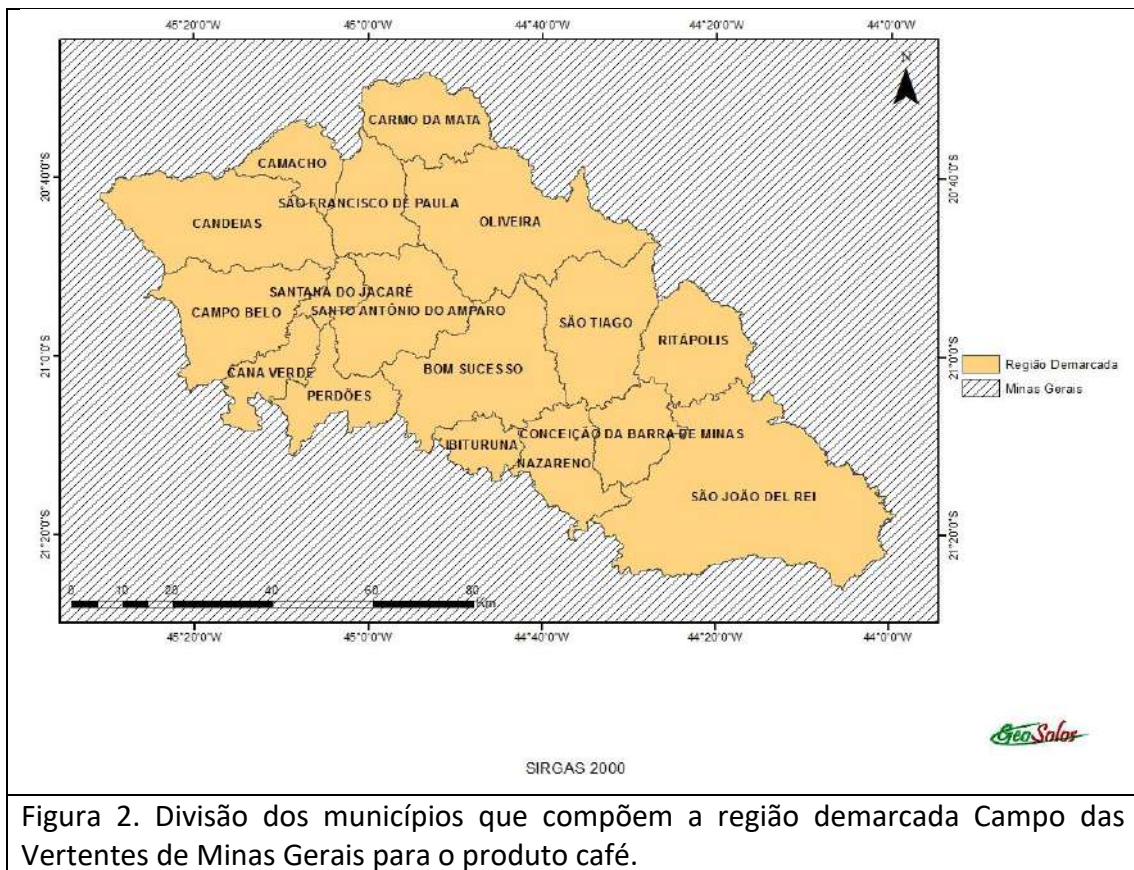 45°20'0"W 45°0'0"W 44°40'0"W 44°20'0"W 44°0'0"W
N
CARMO DA MATA
CAMACHO
20°40'0"S
20°40'0"S
SÃO FRANCISCO DE PAULA
CANDEIAS
OLIVEIRA
SANTANA DO JACARÉ
CAMPO BELO
SANTO ANTÔNIO DO AMPARO
SÃO TIAGO
RITÁPOLIS
21°0'0"S
21°0'0"S
Região Demarcada
CANA VERDE
BOM SUCESSO
Minas Gerais
PERDÕES
CONCEIÇÃO DA BARRA DE MINAS
IBITURUNA
NAZARENO
SÃO JOÃO DEL REI
21°20'0"S
21°20'0"S
0 10 20 40 60 80
Km
45°20'0"W 45°0'0"W 44°40'0"W 44°20'0"W 44°0'0"W
GeoSolos
SIRGAS 2000
Figura 2. Divisão dos municípios que compõem a região demarcada Campo das
Vertentes de Minas Gerais para o produto café.